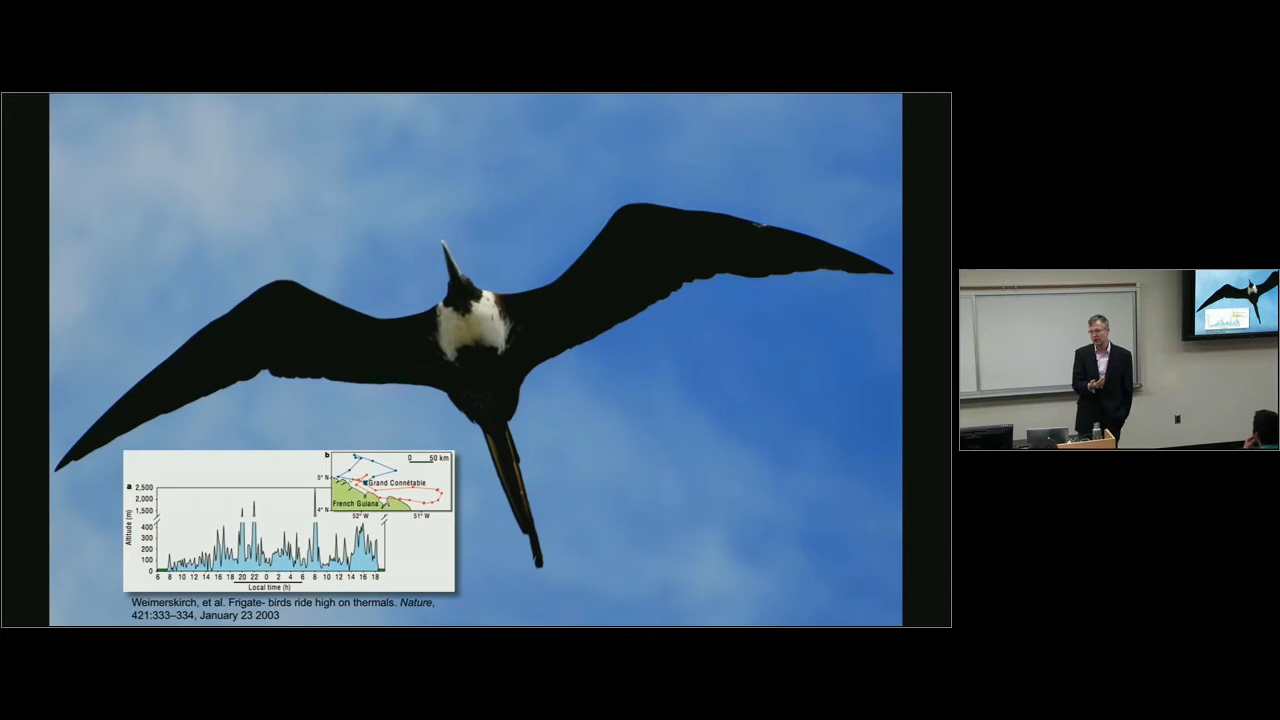 a
Altitude (m)
2,500
2,000
1,500
400
300
200
100
0
6 8 10 12 14 16 18 20 22 0 2 4 6 8 10 12 14 16 18
Local time (h)
b
0 50 km
5° N
Grand Connétable
French Guiana
4° N
52° W 51° W
Weimerskirch, et al. Frigate- birds ride high on thermals. Nature,
421:333–334, January 23 2003